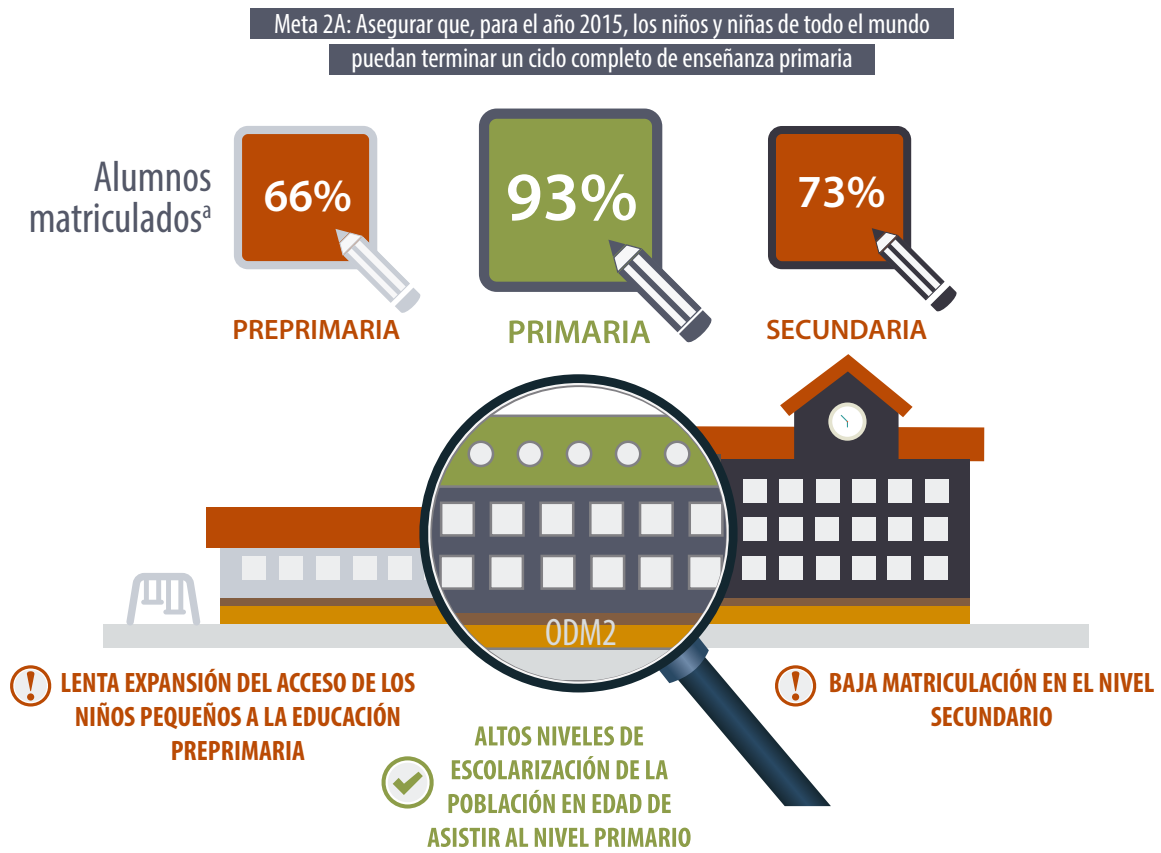 Meta 2A: Asegurar que, para el año 2015, los niños y niñas de todo el mundo
puedan terminar un ciclo completo de enseñanza primaria
Alumnos
matriculadosᵃ
66%
93%
73%
PREPRIMARIA
PRIMARIA
SECUNDARIA
ODM2
LENTA EXPANSIÓN DEL ACCESO DE LOS
NIÑOS PEQUEÑOS A LA EDUCACIÓN
PREPRIMARIA
ALTOS NIVELES DE
ESCOLARIZACIÓN DE LA
POBLACIÓN EN EDAD DE
ASISTIR AL NIVEL PRIMARIO
BAJA MATRICULACIÓN EN EL NIVEL
SECUNDARIO